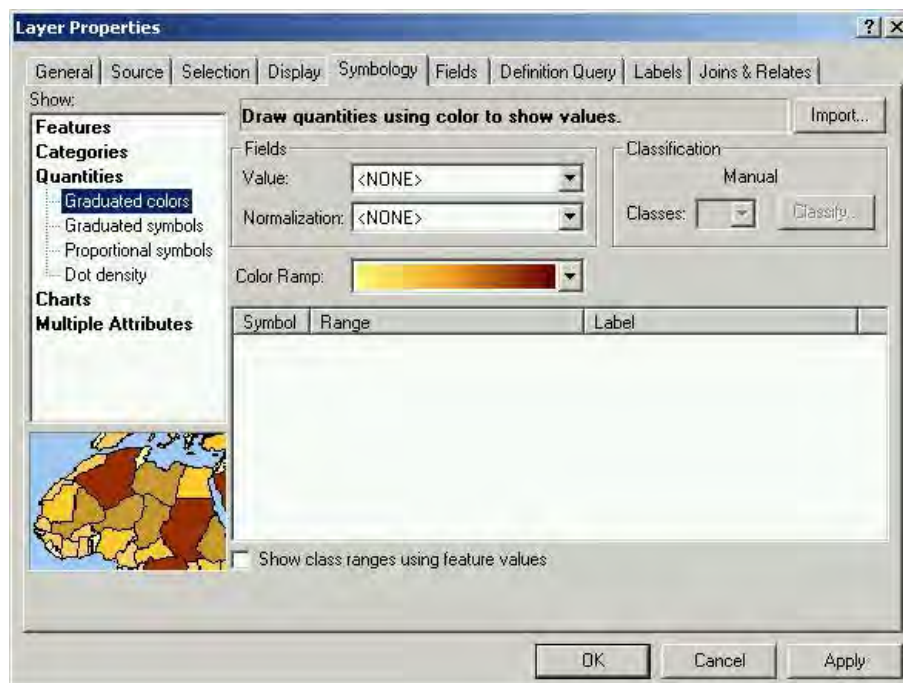 Layer Properties
General Source Selection Display Symbology Fields Definition Query Labels Joins & Relates
Show:
Features
Categories
Quantities
Graduated colors
Graduated symbols
Proportional symbols
Dot density
Charts
Multiple Attributes
Draw quantities using color to show values.
Import...
Fields
Value: <NONE>
Normalization: <NONE>
Classification
Manual
Classes:
Classify...
Color Ramp:
Symbol Range Label
Show class ranges using feature values
OK Cancel Apply